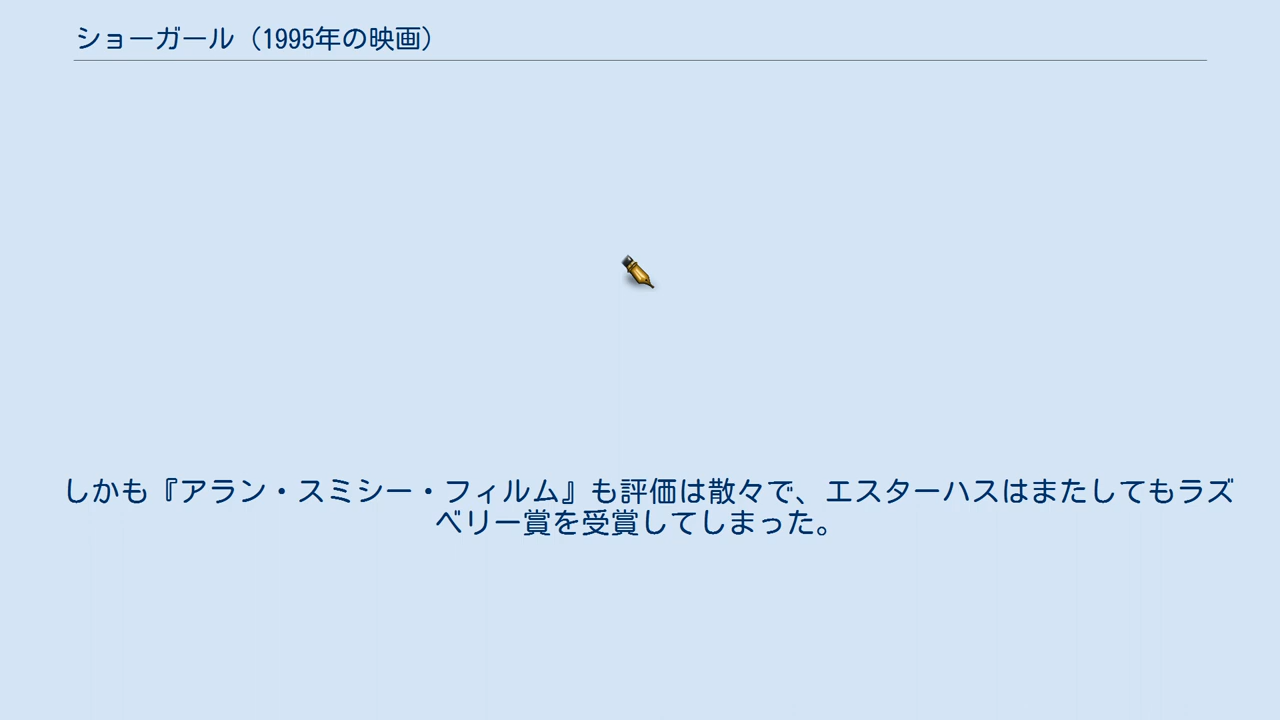 ショーガール（1995年の映画）
しかも『アラン・スミシー・フィルム』も評価は散々で、エスターハスはまたしてもラズ
ベリー賞を受賞してしまった。